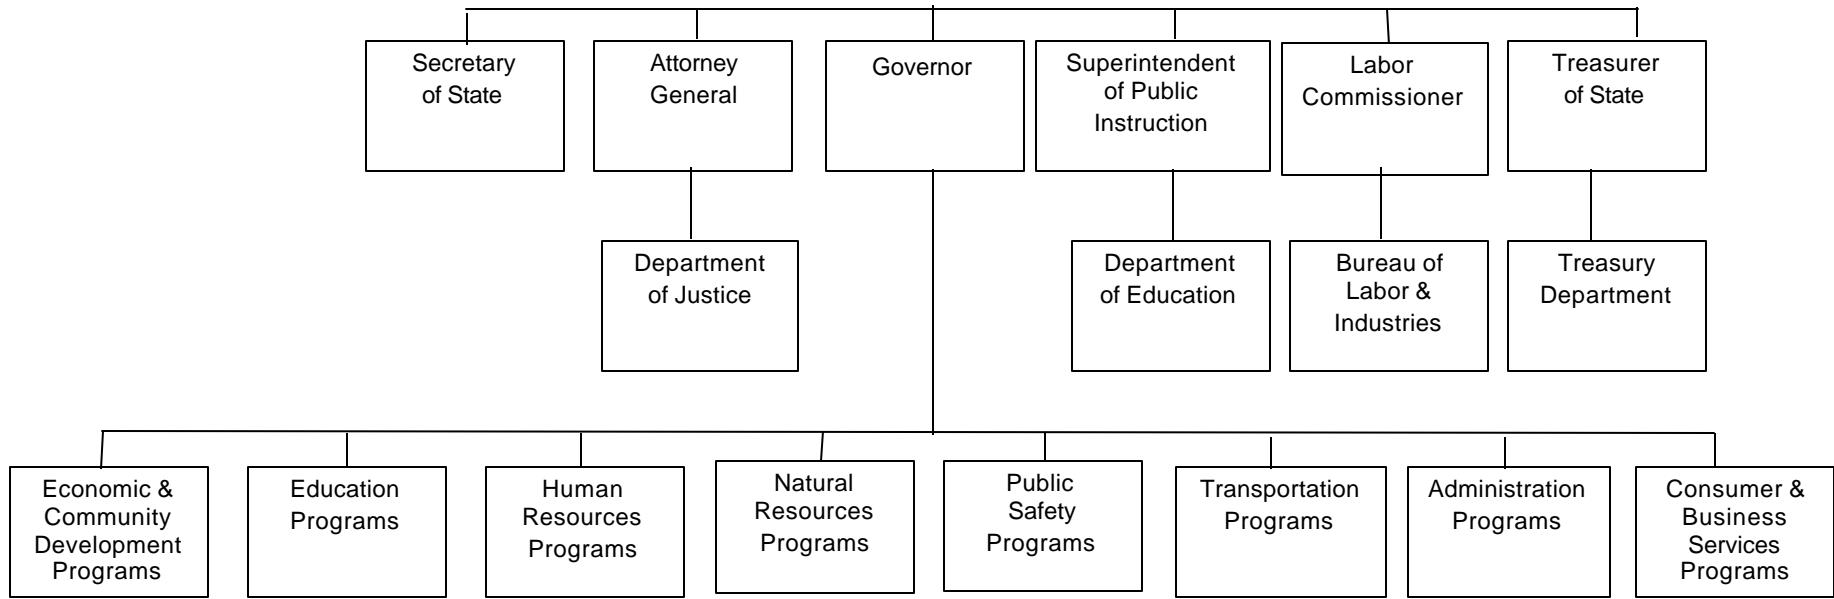 Secretary
of State
Attorney
General
Governor
Superintendent
of Public
Instruction
Labor
Commissioner
Treasurer
of State
Department
of Justice
Department
of Education
Bureau of
Labor &
Industries
Treasury
Department
Economic &
Community
Development
Programs
Education
Programs
Human
Resources
Programs
Natural
Resources
Programs
Public
Safety
Programs
Transportation
Programs
Administration
Programs
Consumer &
Business
Services
Programs